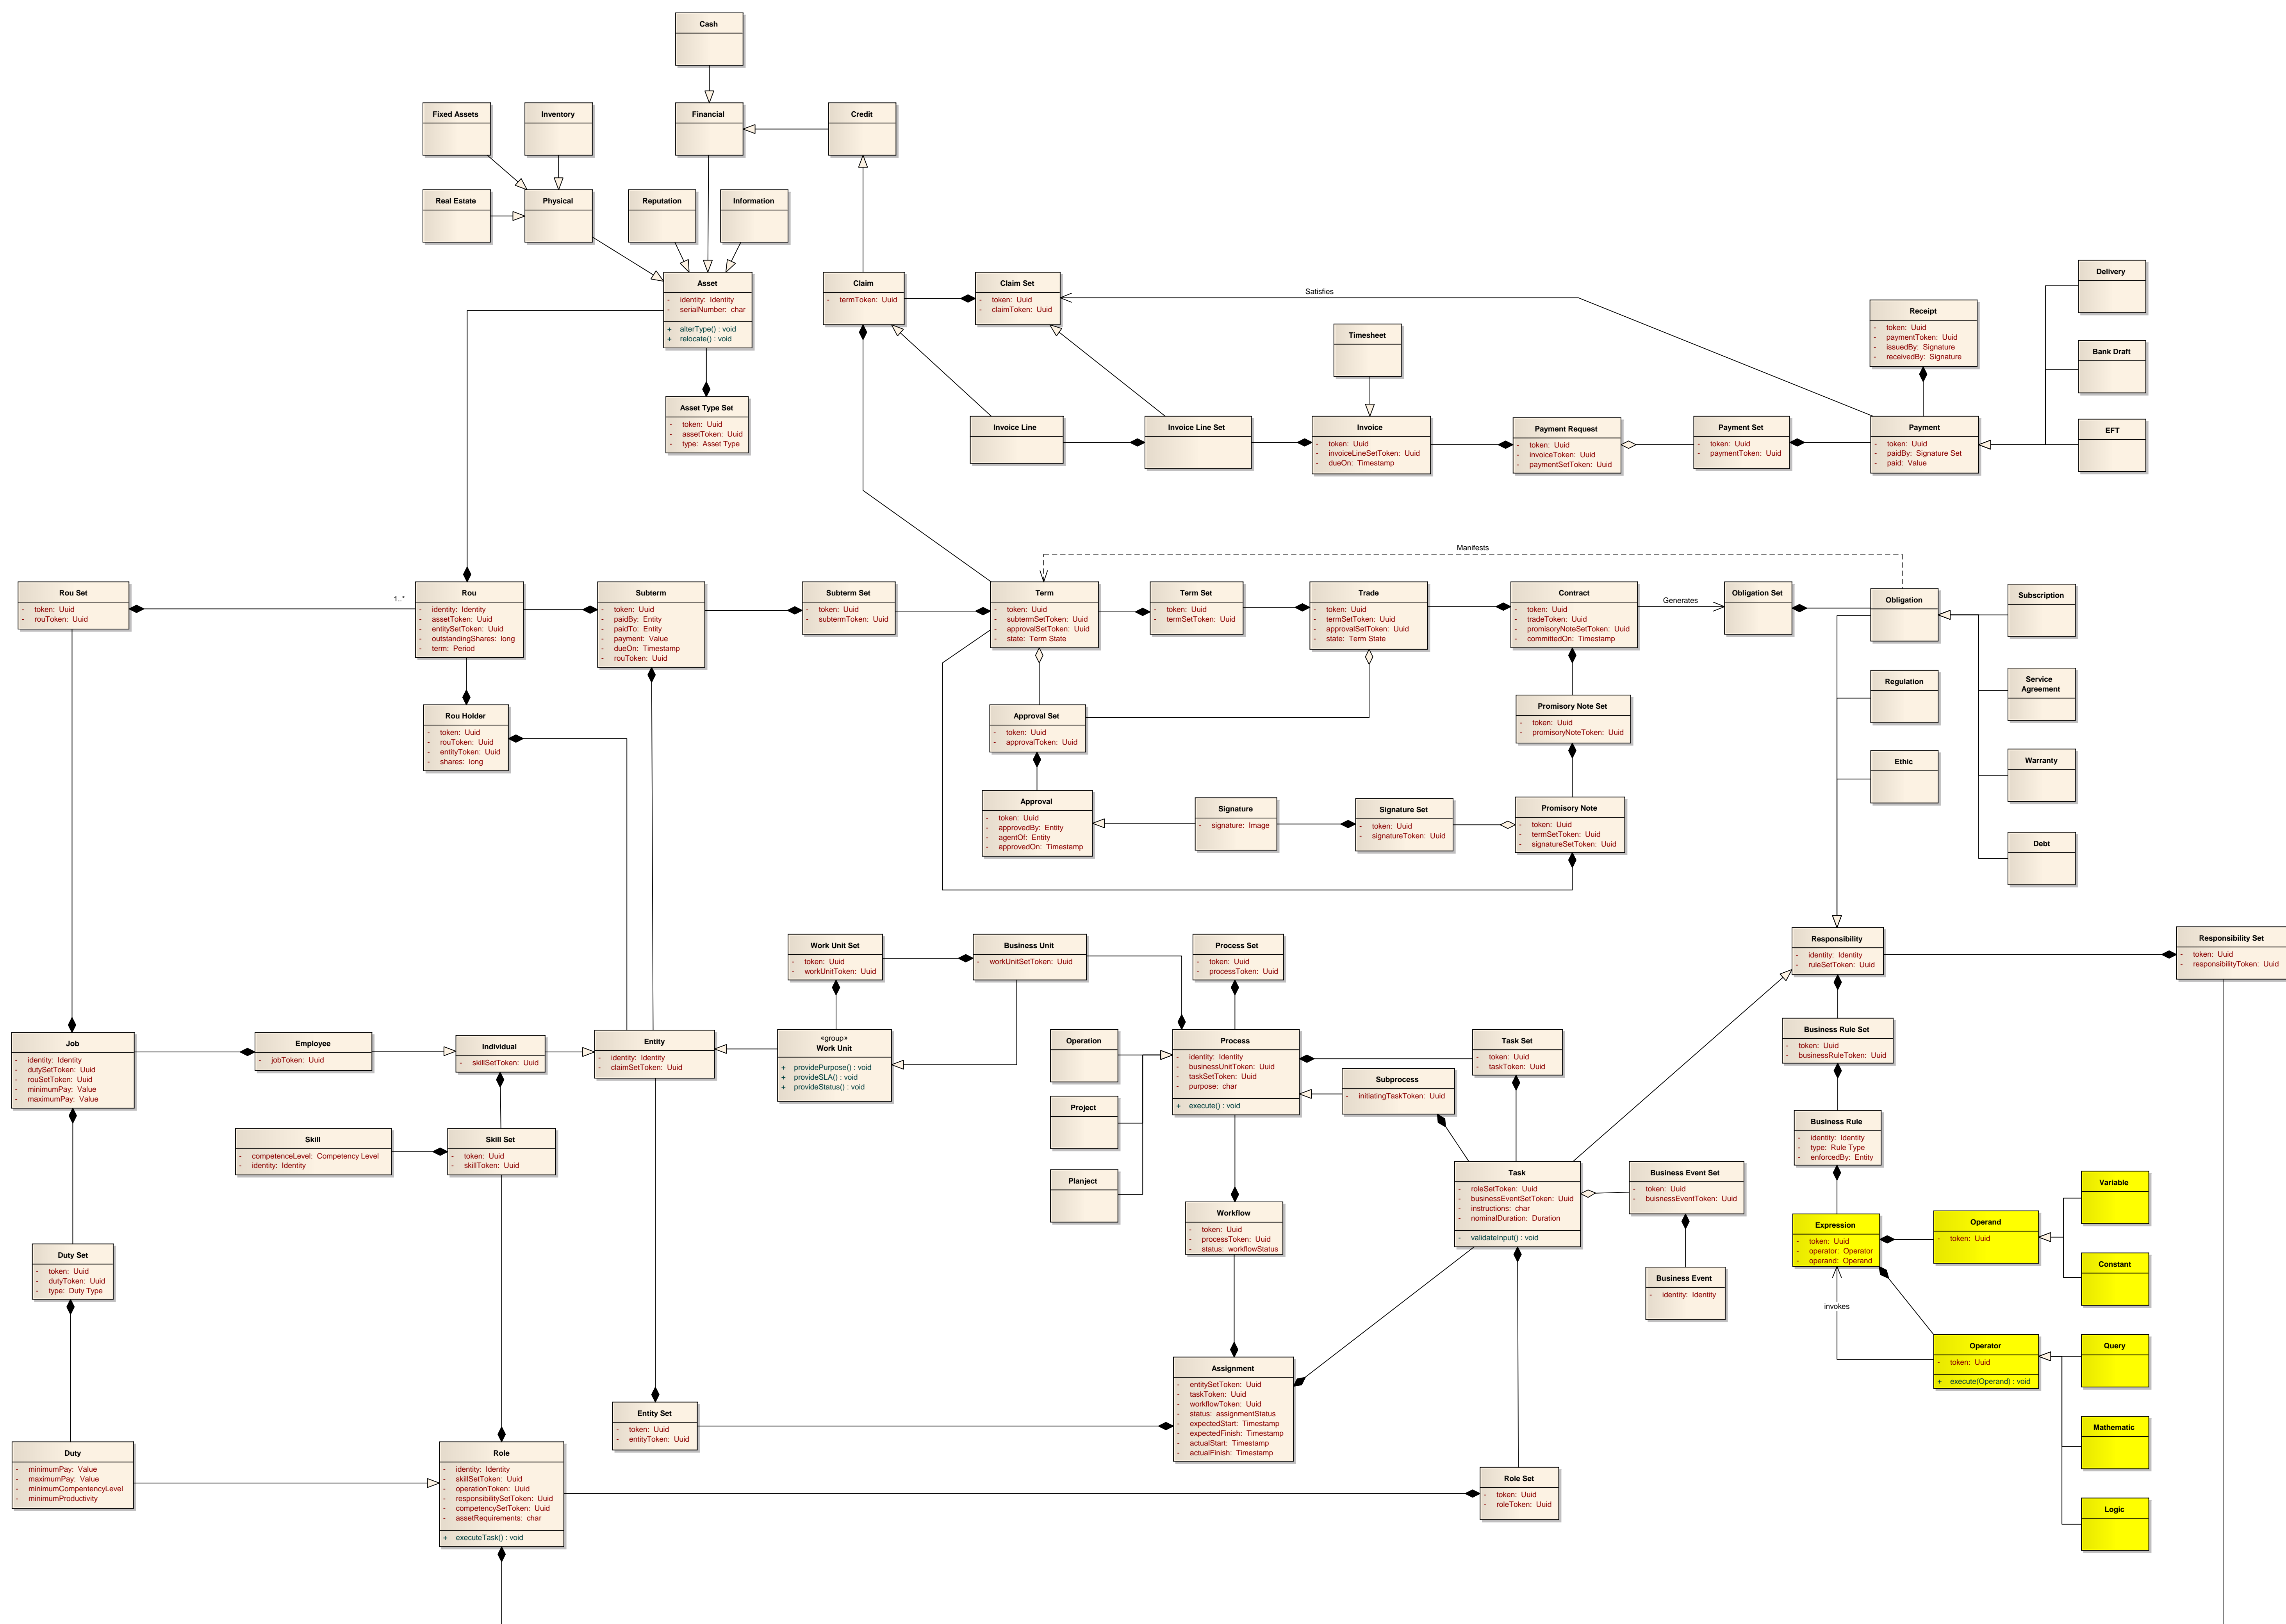 Cash
Fixed Assets
Inventory
Financial
Credit
Real Estate
Physical
Reputation
Information
Asset
- identity: Identity
- serialNumber: char
+ alterType() : void
+ relocate() : void
Claim
- termToken: Uuid
Claim Set
- token: Uuid
- claimToken: Uuid
Satisfies
Delivery
Receipt
- token: Uuid
- paymentToken: Uuid
- issuedBy: Signature
- receivedBy: Signature
Timesheet
Bank Draft
Asset Type Set
- token: Uuid
- assetToken: Uuid
- type: Asset Type
Invoice Line
Invoice Line Set
Invoice
- token: Uuid
- invoiceLineSetToken: Uuid
- dueOn: Timestamp
Payment Request
- token: Uuid
- invoiceToken: Uuid
- paymentSetToken: Uuid
Payment Set
- token: Uuid
- paymentToken: Uuid
Payment
- token: Uuid
- paidBy: Signature Set
- paid: Value
EFT
Manifests
Rou Set
- token: Uuid
- rouToken: Uuid
1..*
Rou
- identity: Identity
- assetToken: Uuid
- entitySetToken: Uuid
- outstandingShares: long
- term: Period
Subterm
- token: Uuid
- paidBy: Entity
- paidTo: Entity
- payment: Value
- dueOn: Timestamp
- rouToken: Uuid
Subterm Set
- token: Uuid
- subtermToken: Uuid
Term
- token: Uuid
- subtermSetToken: Uuid
- approvalSetToken: Uuid
- state: Term State
Term Set
- token: Uuid
- termSetToken: Uuid
Trade
- token: Uuid
- termSetToken: Uuid
- approvalSetToken: Uuid
- state: Term State
Contract
- token: Uuid
- tradeToken: Uuid
- promisoryNoteSetToken: Uuid
- committedOn: Timestamp
Generates
Obligation Set
Obligation
Subscription
Regulation
Service
Agreement
Rou Holder
- token: Uuid
- rouToken: Uuid
- entityToken: Uuid
- shares: long
Approval Set
- token: Uuid
- approvalToken: Uuid
Promisory Note Set
- token: Uuid
- promisoryNoteToken: Uuid
Ethic
Warranty
Approval
- token: Uuid
- approvedBy: Entity
- agentOf: Entity
- approvedOn: Timestamp
Signature
- signature: Image
Signature Set
- token: Uuid
- signatureToken: Uuid
Promisory Note
- token: Uuid
- termSetToken: Uuid
- signatureSetToken: Uuid
Debt
Work Unit Set
- token: Uuid
- workUnitToken: Uuid
Business Unit
- workUnitSetToken: Uuid
Process Set
- token: Uuid
- processToken: Uuid
Responsibility
- identity: Identity
- ruleSetToken: Uuid
Responsibility Set
- token: Uuid
- responsibilityToken: Uuid
Job
- identity: Identity
- dutySetToken: Uuid
- rouSetToken: Uuid
- minimumPay: Value
- maximumPay: Value
Employee
- jobToken: Uuid
Individual
- skillSetToken: Uuid
Entity
- identity: Identity
- claimSetToken: Uuid
«group»
Work Unit
+ providePurpose() : void
+ provideSLA() : void
+ provideStatus() : void
Operation
Process
- identity: Identity
- businessUnitToken: Uuid
- taskSetToken: Uuid
- purpose: char
+ execute() : void
Task Set
- token: Uuid
- taskToken: Uuid
Business Rule Set
- token: Uuid
- businessRuleToken: Uuid
Subprocess
- initiatingTaskToken: Uuid
Project
Business Rule
- identity: Identity
- type: Rule Type
- enforcedBy: Entity
Skill
- competenceLevel: Competency Level
- identity: Identity
Skill Set
- token: Uuid
- skillToken: Uuid
Planject
Task
- roleSetToken: Uuid
- businessEventSetToken: Uuid
- instructions: char
- nominalDuration: Duration
- validateInput() : void
Business Event Set
- token: Uuid
- buisnessEventToken: Uuid
Variable
Workflow
- token: Uuid
- processToken: Uuid
- status: workflowStatus
Expression
- token: Uuid
- operator: Operator
- operand: Operand
Operand
- token: Uuid
Duty Set
- token: Uuid
- dutyToken: Uuid
- type: Duty Type
Business Event
- identity: Identity
Constant
invokes
Operator
- token: Uuid
+ execute(Operand) : void
Query
Assignment
- entitySetToken: Uuid
- taskToken: Uuid
- workflowToken: Uuid
- status: assignmentStatus
- expectedStart: Timestamp
- expectedFinish: Timestamp
- actualStart: Timestamp
- actualFinish: Timestamp
Entity Set
- token: Uuid
- entityToken: Uuid
Mathematic
Duty
- minimumPay: Value
- maximumPay: Value
- minimumCompentencyLevel
- minimumProductivity
Role
- identity: Identity
- skillSetToken: Uuid
- operationToken: Uuid
- responsibilitySetToken: Uuid
- competencySetToken: Uuid
- assetRequirements: char
+ executeTask() : void
Role Set
- token: Uuid
- roleToken: Uuid
Logic